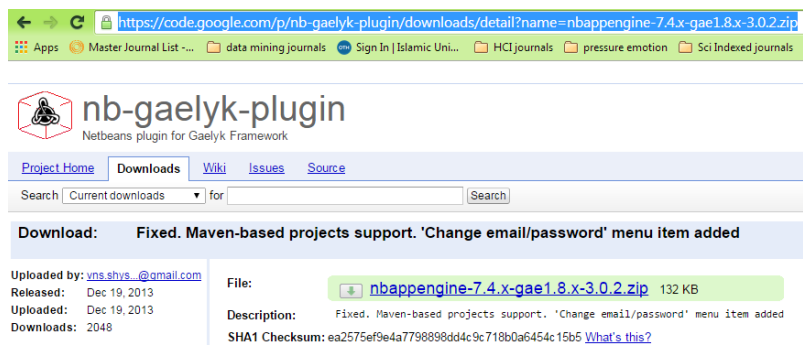 https://code.google.com/p/nb-gaelyk-plugin/downloads/detail?name=nbappengine-7.4.x-gae1.8.x-3.0.2.zip
Apps Master Journal List -... data mining journals Sign In | Islamic Uni... HCI journals pressure emotion Sci Indexed journals
nb-gaelyk-plugin
Netbeans plugin for Gaelyk Framework
Project Home Downloads Wiki Issues Source
Search Current downloads for Search
Download: Fixed. Maven-based projects support. 'Change email/password' menu item added
Uploaded by: vns.shys...@gmail.com
Released: Dec 19, 2013
Uploaded: Dec 19, 2013
Downloads: 2048
File: nbappengine-7.4.x-gae1.8.x-3.0.2.zip 132 KB
Description: Fixed. Maven-based projects support. 'Change email/password' menu item added
SHA1 Checksum: ea2575ef9e4a7798898dd4c9c718b0a6454c15b5 What's this?